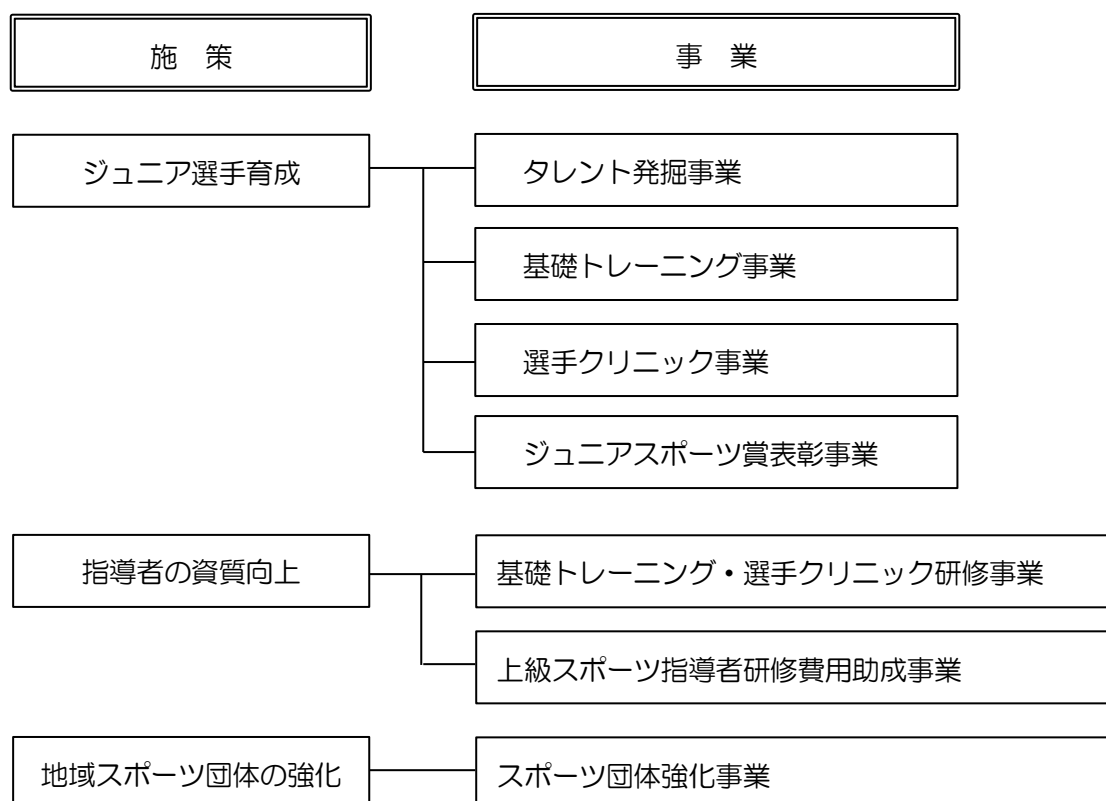 施 策
事 業
ジュニア選手育成
タレント発掘事業
基礎トレーニング事業
選手クリニック事業
ジュニアスポーツ賞表彰事業
指導者の資質向上
基礎トレーニング・選手クリニック研修事業
上級スポーツ指導者研修費用助成事業
地域スポーツ団体の強化
スポーツ団体強化事業